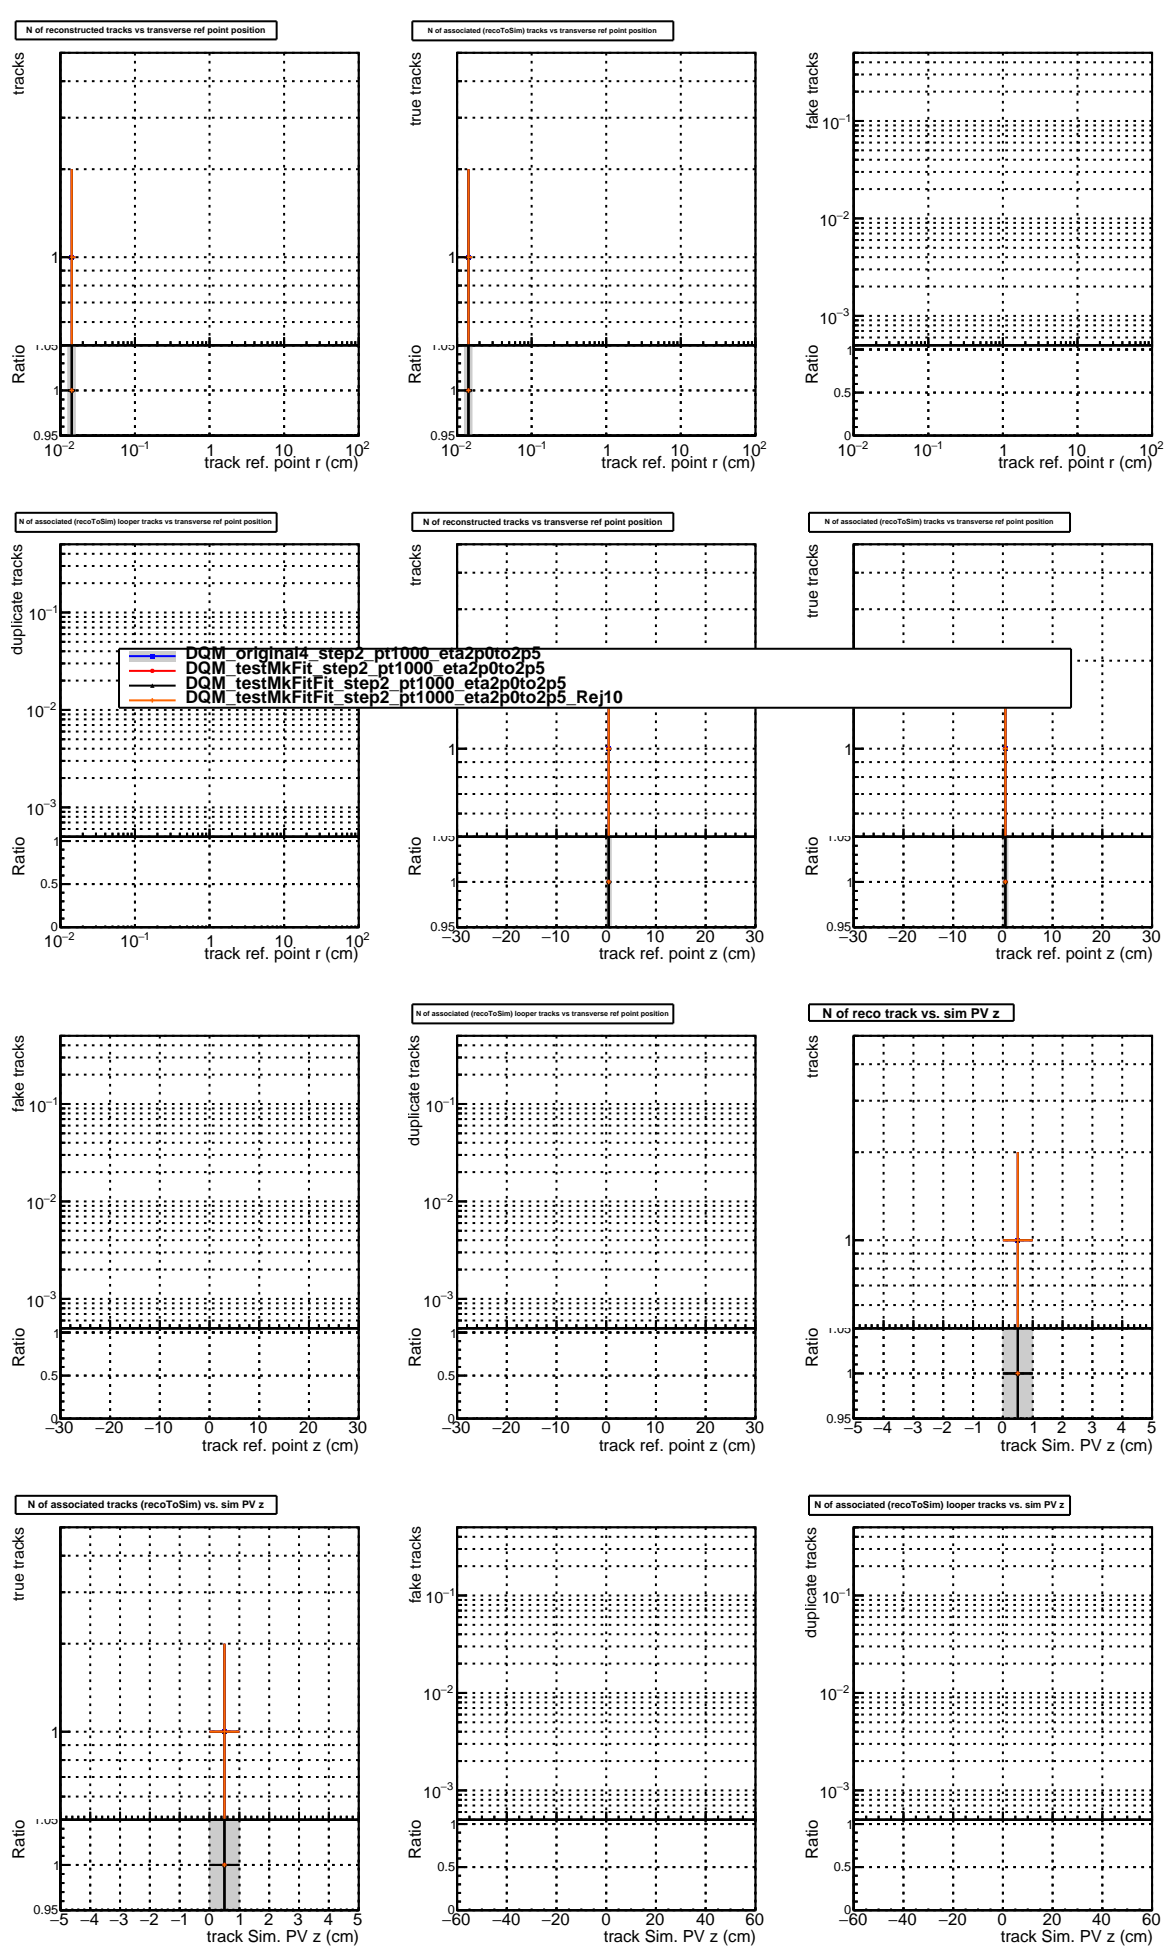 N of reconstructed tracks vs transverse ref point position
tracks
1
1.05
Ratio
1
0.95
10⁻² 10⁻¹ 1 10 10²
track ref. point r (cm)
N of associated (recoToSim) tracks vs transverse ref point position
true tracks
1
1.05
Ratio
1
0.95
10⁻² 10⁻¹ 1 10 10²
track ref. point r (cm)
fake tracks
10⁻¹
10⁻²
10⁻³
Ratio
1
0.5
0
10⁻² 10⁻¹ 1 10 10²
track ref. point r (cm)
N of associated (recoToSim) looper tracks vs transverse ref point position
duplicate tracks
10⁻¹
10⁻²
10⁻³
Ratio
1
0.5
0
10⁻² 10⁻¹ 1 10 10²
track ref. point r (cm)
N of reconstructed tracks vs transverse ref point position
tracks
1
1.05
Ratio
1
0.95
−30 −20 −10 0 10 20 30
track ref. point z (cm)
N of associated (recoToSim) tracks vs transverse ref point position
true tracks
1
1.05
Ratio
1
0.95
−30 −20 −10 0 10 20 30
track ref. point z (cm)
DQM_original4_step2_pt1000_eta2p0to2p5
DQM_testMkFit_step2_pt1000_eta2p0to2p5
DQM_testMkFitFit_step2_pt1000_eta2p0to2p5
DQM_testMkFitFit_step2_pt1000_eta2p0to2p5_Rej10
fake tracks
10⁻¹
10⁻²
10⁻³
Ratio
1
0.5
0
−30 −20 −10 0 10 20 30
track ref. point z (cm)
N of associated (recoToSim) looper tracks vs transverse ref point position
duplicate tracks
10⁻¹
10⁻²
10⁻³
Ratio
1
0.5
0
−30 −20 −10 0 10 20 30
track ref. point z (cm)
N of reco track vs. sim PV z
tracks
1
1.05
Ratio
1
0.95
−5 −4 −3 −2 −1 0 1 2 3 4 5
track Sim. PV z (cm)
N of associated tracks (recoToSim) vs. sim PV z
true tracks
1
1.05
Ratio
1
0.95
−5 −4 −3 −2 −1 0 1 2 3 4 5
track Sim. PV z (cm)
fake tracks
10⁻¹
10⁻²
10⁻³
Ratio
1
0.5
0
−60 −40 −20 0 20 40 60
track Sim. PV z (cm)
N of associated (recoToSim) looper tracks vs. sim PV z
duplicate tracks
10⁻¹
10⁻²
10⁻³
Ratio
1
0.5
0
−60 −40 −20 0 20 40 60
track Sim. PV z (cm)